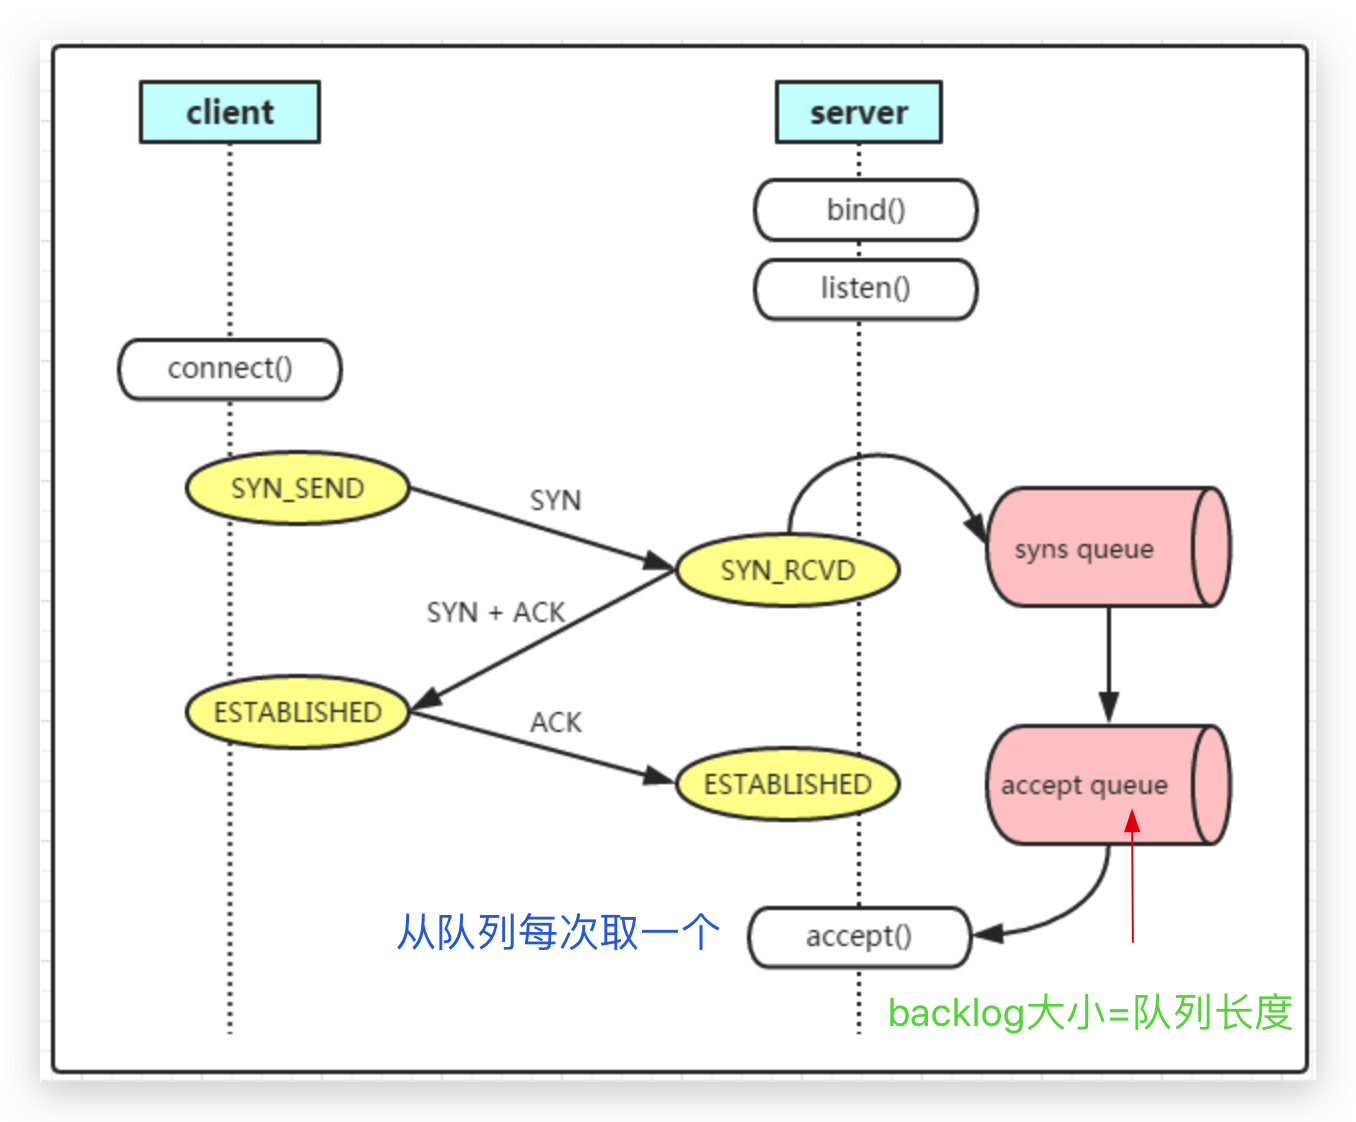 client
server
bind()
listen()
connect()
SYN_SEND
SYN
SYN_RCVD
syns queue
SYN + ACK
ESTABLISHED
ACK
ESTABLISHED
accept queue
从队列每次取一个
accept()
backlog大小=队列长度